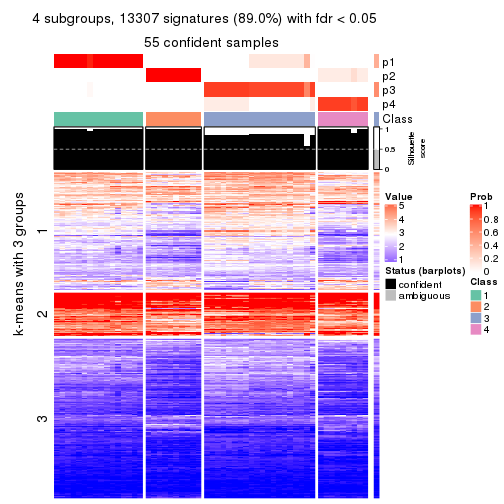 4 subgroups, 13307 signatures (89.0%) with fdr < 0.05
55 confident samples
p1
p2
p3
p4
Class
1
0.5
0
Silhouette
score
k-means with 3 groups
1
2
3
Value
5
4
3
2
1
Status (barplots)
confident
ambiguous
Prob
1
0.8
0.6
0.4
0.2
0
Class
1
2
3
4